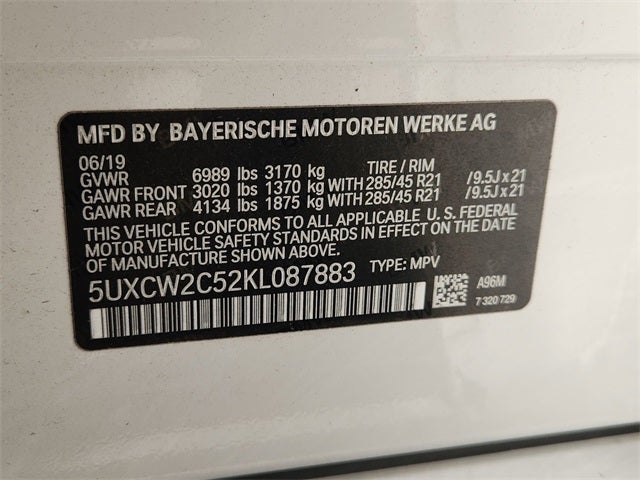 MFD BY BAYERISCHE MOTOREN WERKE AG
06/19
GVWR 6989 lbs 3170 kg TIRE / RIM
GAWR FRONT 3020 lbs 1370 kg WITH 285/45 R21 / 9.5J x 21
GAWR REAR 4134 lbs 1875 kg WITH 285/45 R21 / 9.5J x 21
THIS VEHICLE CONFORMS TO ALL APPLICABLE U. S. FEDERAL
MOTOR VEHICLE SAFETY STANDARDS IN EFFECT ON THE DATE
OF MANUFACTURE SHOWN ABOVE.
5UXCW2C52KL087883 TYPE: MPV
A96M
7 320 729